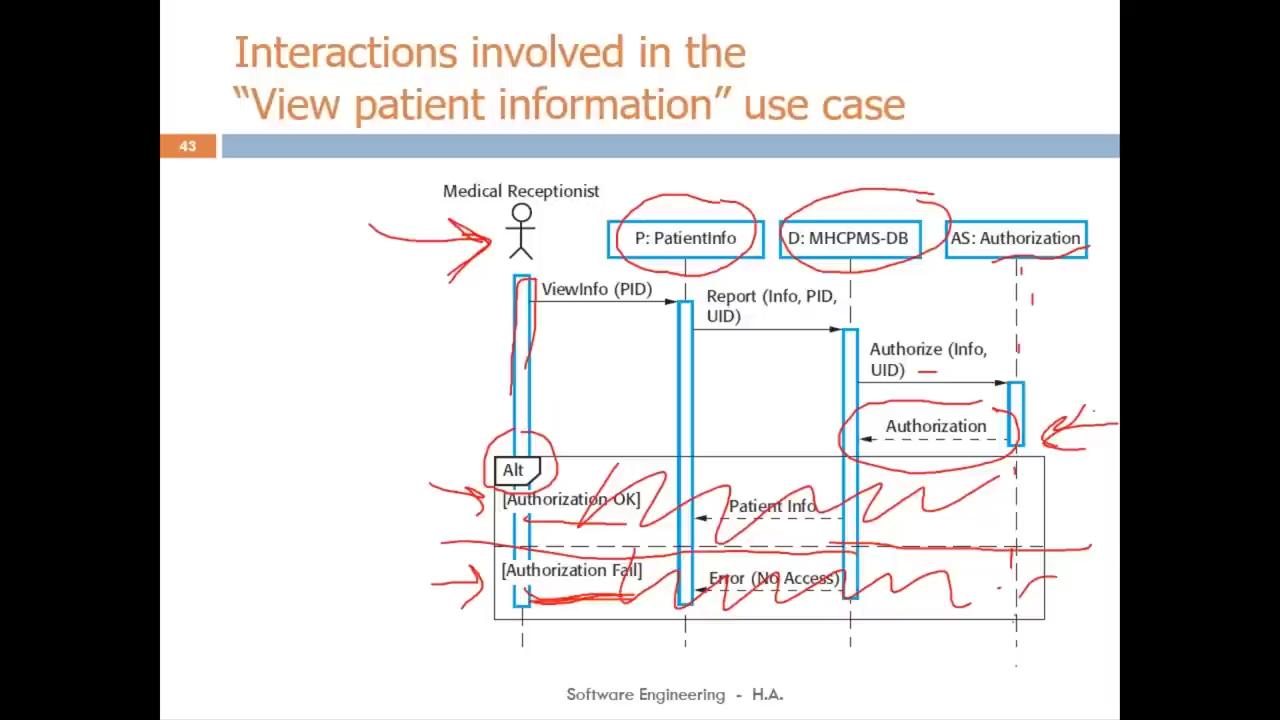 Interactions involved in the
“View patient information” use case
43
Medical Receptionist
P: PatientInfo
D: MHCPMS-DB
AS: Authorization
ViewInfo (PID)
Report (Info, PID,
UID)
Authorize (Info,
UID)
Authorization
Alt
[Authorization OK]
Patient Info
[Authorization Fail]
Error (No Access)
Software Engineering - H.A.